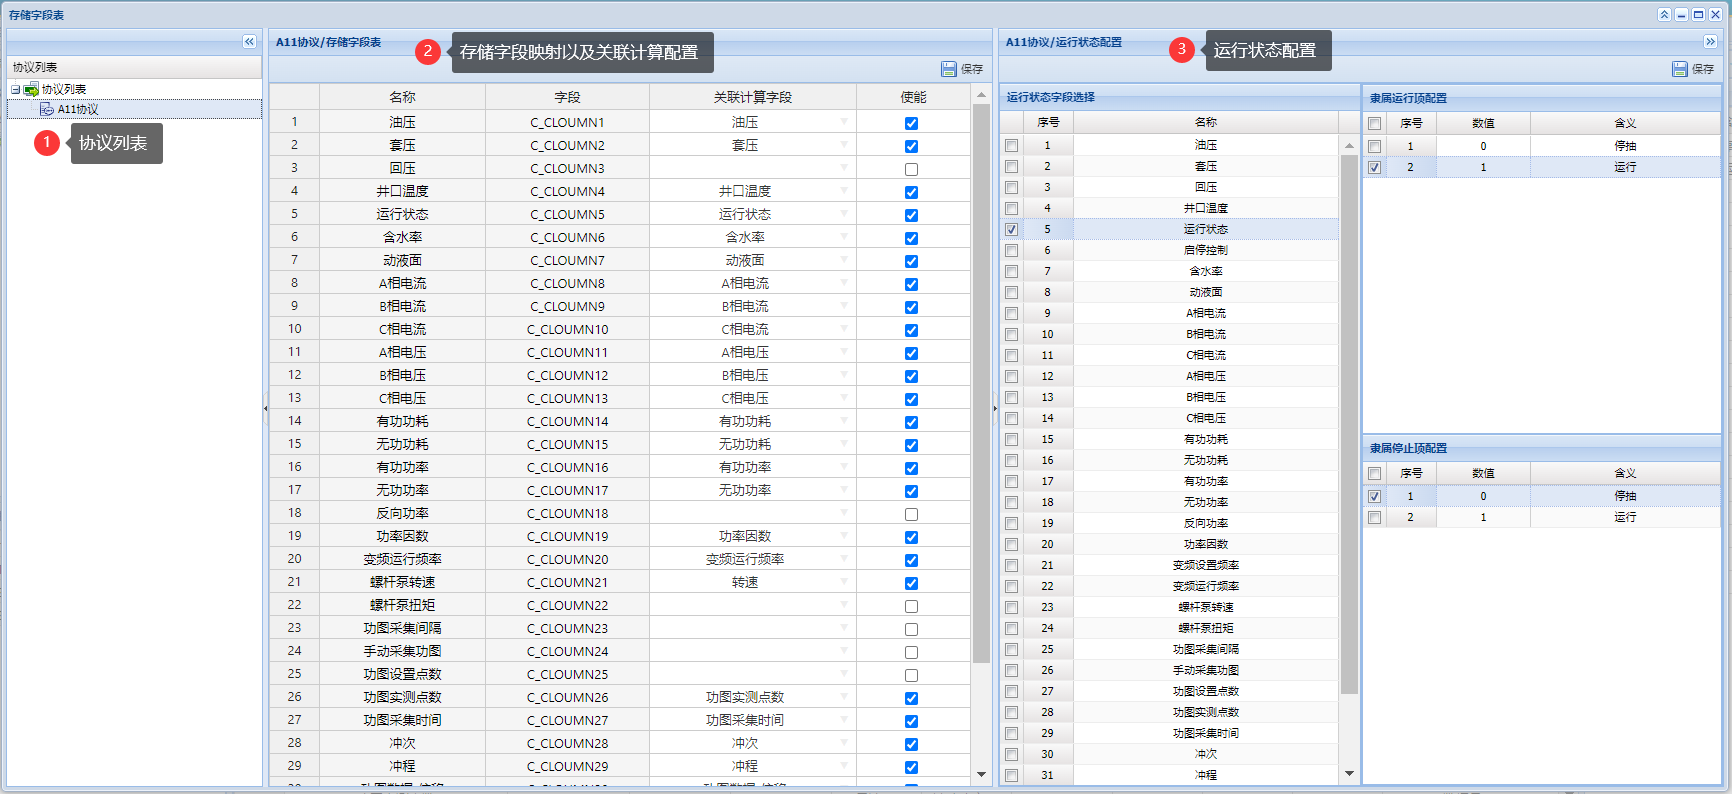 存储字段表
协议列表
协议列表
A11协议
1 协议列表
A11协议/存储字段表
2 存储字段映射以及关联计算配置
保存
名称 字段 关联计算字段 使能
1 油压 C_CLOUMN1 油压
2 套压 C_CLOUMN2 套压
3 回压 C_CLOUMN3
4 井口温度 C_CLOUMN4 井口温度
5 运行状态 C_CLOUMN5 运行状态
6 含水率 C_CLOUMN6 含水率
7 动液面 C_CLOUMN7 动液面
8 A相电流 C_CLOUMN8 A相电流
9 B相电流 C_CLOUMN9 B相电流
10 C相电流 C_CLOUMN10 C相电流
11 A相电压 C_CLOUMN11 A相电压
12 B相电压 C_CLOUMN12 B相电压
13 C相电压 C_CLOUMN13 C相电压
14 有功功耗 C_CLOUMN14 有功功耗
15 无功功耗 C_CLOUMN15 无功功耗
16 有功功率 C_CLOUMN16 有功功率
17 无功功率 C_CLOUMN17 无功功率
18 反向功率 C_CLOUMN18
19 功率因数 C_CLOUMN19 功率因数
20 变频运行频率 C_CLOUMN20 变频运行频率
21 螺杆泵转速 C_CLOUMN21 转速
22 螺杆泵扭矩 C_CLOUMN22
23 功图采集间隔 C_CLOUMN23
24 手动采集功图 C_CLOUMN24
25 功图设置点数 C_CLOUMN25
26 功图实测点数 C_CLOUMN26 功图实测点数
27 功图采集时间 C_CLOUMN27 功图采集时间
28 冲次 C_CLOUMN28 冲次
29 冲程 C_CLOUMN29 冲程
A11协议/运行状态配置
3 运行状态配置
保存
运行状态字段选择
序号 名称
1 油压
2 套压
3 回压
4 井口温度
5 运行状态
6 启停控制
7 含水率
8 动液面
9 A相电流
10 B相电流
11 C相电流
12 A相电压
13 B相电压
14 C相电压
15 有功功耗
16 无功功耗
17 有功功率
18 无功功率
19 反向功率
20 功率因数
21 变频设置频率
22 变频运行频率
23 螺杆泵转速
24 螺杆泵扭矩
25 功图采集间隔
26 手动采集功图
27 功图设置点数
28 功图实测点数
29 功图采集时间
30 冲次
31 冲程
隶属运行顶配置
序号 数值 含义
1 0 停抽
2 1 运行
隶属停止顶配置
序号 数值 含义
1 0 停抽
2 1 运行